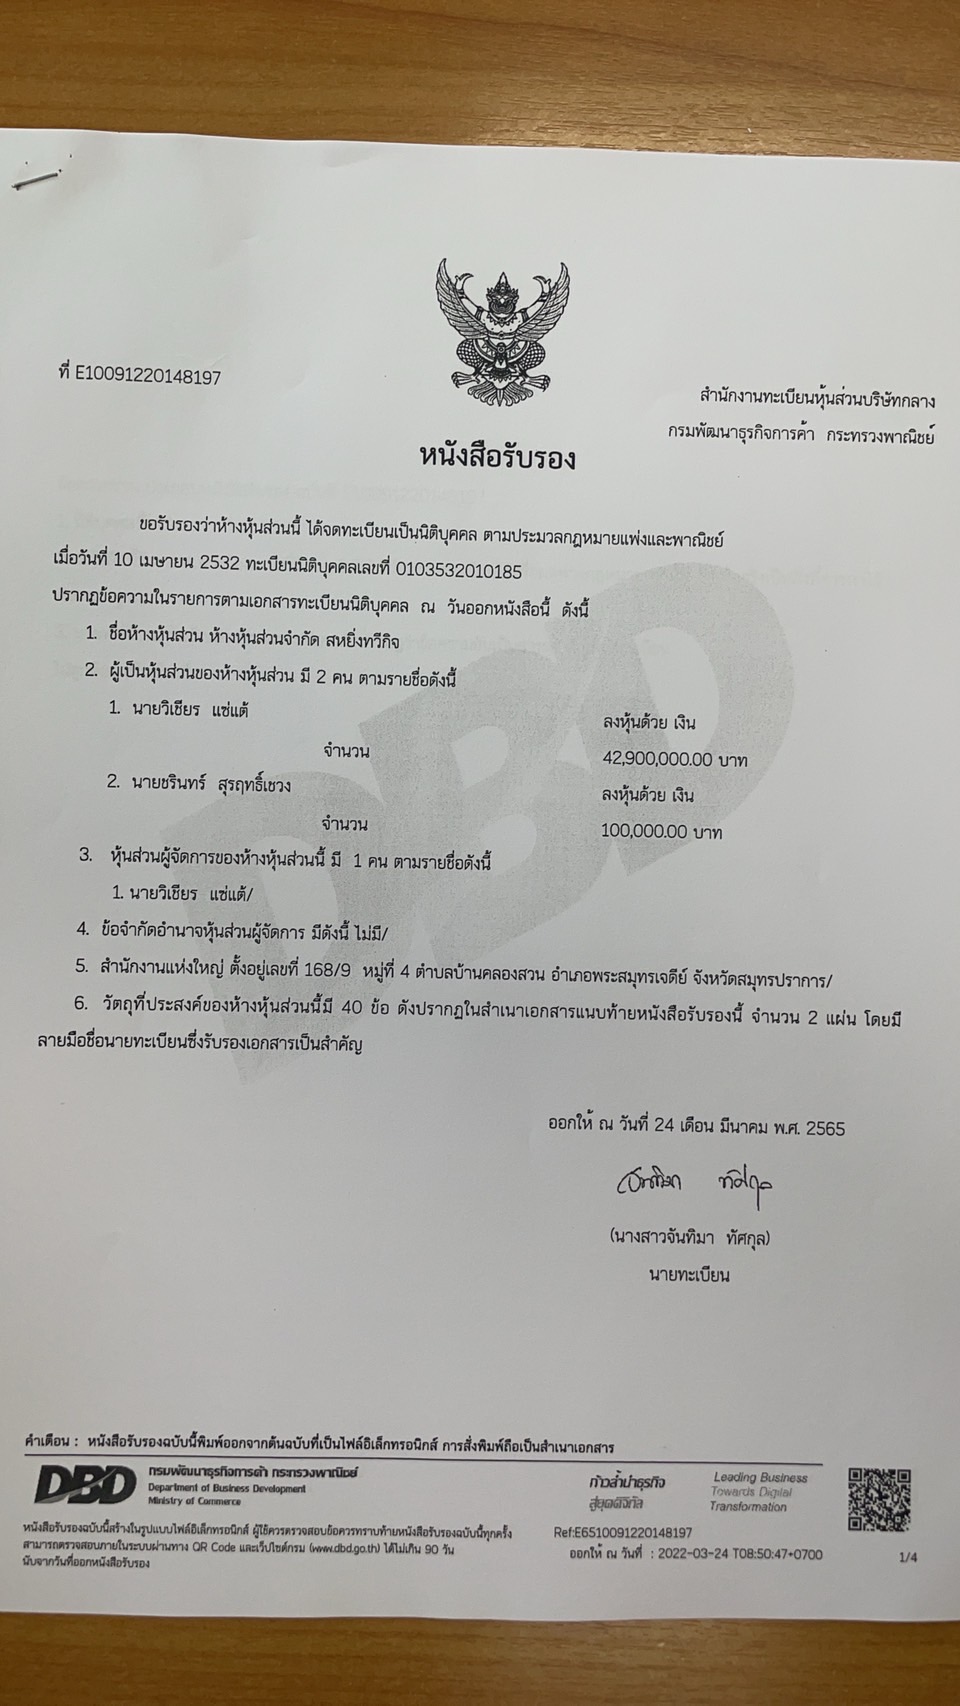 ที่ E10091220148197
สำนักงานทะเบียนหุ้นส่วนบริษัทกลาง
กรมพัฒนาธุรกิจการค้า กระทรวงพาณิชย์
หนังสือรับรอง
ขอรับรองว่าห้างหุ้นส่วนนี้ ได้จดทะเบียนเป็นนิติบุคคล ตามประมวลกฎหมายแพ่งและพาณิชย์
เมื่อวันที่ 10 เมษายน 2532 ทะเบียนนิติบุคคลเลขที่ 0103532010185
ปรากฏข้อความในรายการตามเอกสารทะเบียนนิติบุคคล ณ วันออกหนังสือนี้ ดังนี้
1. ชื่อห้างหุ้นส่วน ห้างหุ้นส่วนจำกัด สหยิ่งทวีกิจ
2. ผู้เป็นหุ้นส่วนของห้างหุ้นส่วน มี 2 คน ตามรายชื่อดังนี้
1. นายวิเชียร แซ่แต้ ลงหุ้นด้วย เงิน
จำนวน 42,900,000.00 บาท
2. นายชรินทร์ สุรฤทธิ์เชวง ลงหุ้นด้วย เงิน
จำนวน 100,000.00 บาท
3. หุ้นส่วนผู้จัดการของห้างหุ้นส่วนนี้ มี 1 คน ตามรายชื่อดังนี้
1. นายวิเชียร แซ่แต้/
4. ข้อจำกัดอำนาจหุ้นส่วนผู้จัดการ มีดังนี้ ไม่มี/
5. สำนักงานแห่งใหญ่ ตั้งอยู่เลขที่ 168/9 หมู่ที่ 4 ตำบลบ้านคลองสวน อำเภอพระสมุทรเจดีย์ จังหวัดสมุทรปราการ/
6. วัตถุที่ประสงค์ของห้างหุ้นส่วนนี้มี 40 ข้อ ดังปรากฏในสำเนาเอกสารแนบท้ายหนังสือรับรองนี้ จำนวน 2 แผ่น โดยมี
ลายมือชื่อนายทะเบียนซึ่งรับรองเอกสารเป็นสำคัญ
DBD
ออกให้ ณ วันที่ 24 เดือน มีนาคม พ.ศ. 2565
จันทิมา ทัศกุล
(นางสาวจันทิมา ทัศกุล)
นายทะเบียน
คำเตือน : หนังสือรับรองฉบับนี้พิมพ์ออกจากต้นฉบับที่เป็นไฟล์อิเล็กทรอนิกส์ การสั่งพิมพ์ถือเป็นสำเนาเอกสาร
DBD
กรมพัฒนาธุรกิจการค้า กระทรวงพาณิชย์
Department of Business Development
Ministry of Commerce
ก้าวล้ำนำธุรกิจ
สู่ยุคดิจิทัล
Leading Business
Towards Digital
Transformation
หนังสือรับรองฉบับนี้สร้างในรูปแบบไฟล์อิเล็กทรอนิกส์ ผู้ใช้ควรตรวจสอบข้อควรทราบท้ายหนังสือรับรองฉบับนี้ทุกครั้ง
สามารถตรวจสอบภายในระบบผ่านทาง QR Code และเว็บไซต์กรม (www.dbd.go.th) ได้ไม่เกิน 90 วัน
นับจากวันที่ออกหนังสือรับรอง
Ref:E6510091220148197
ออกให้ ณ วันที่ : 2022-03-24 T08:50:47+0700
1/4